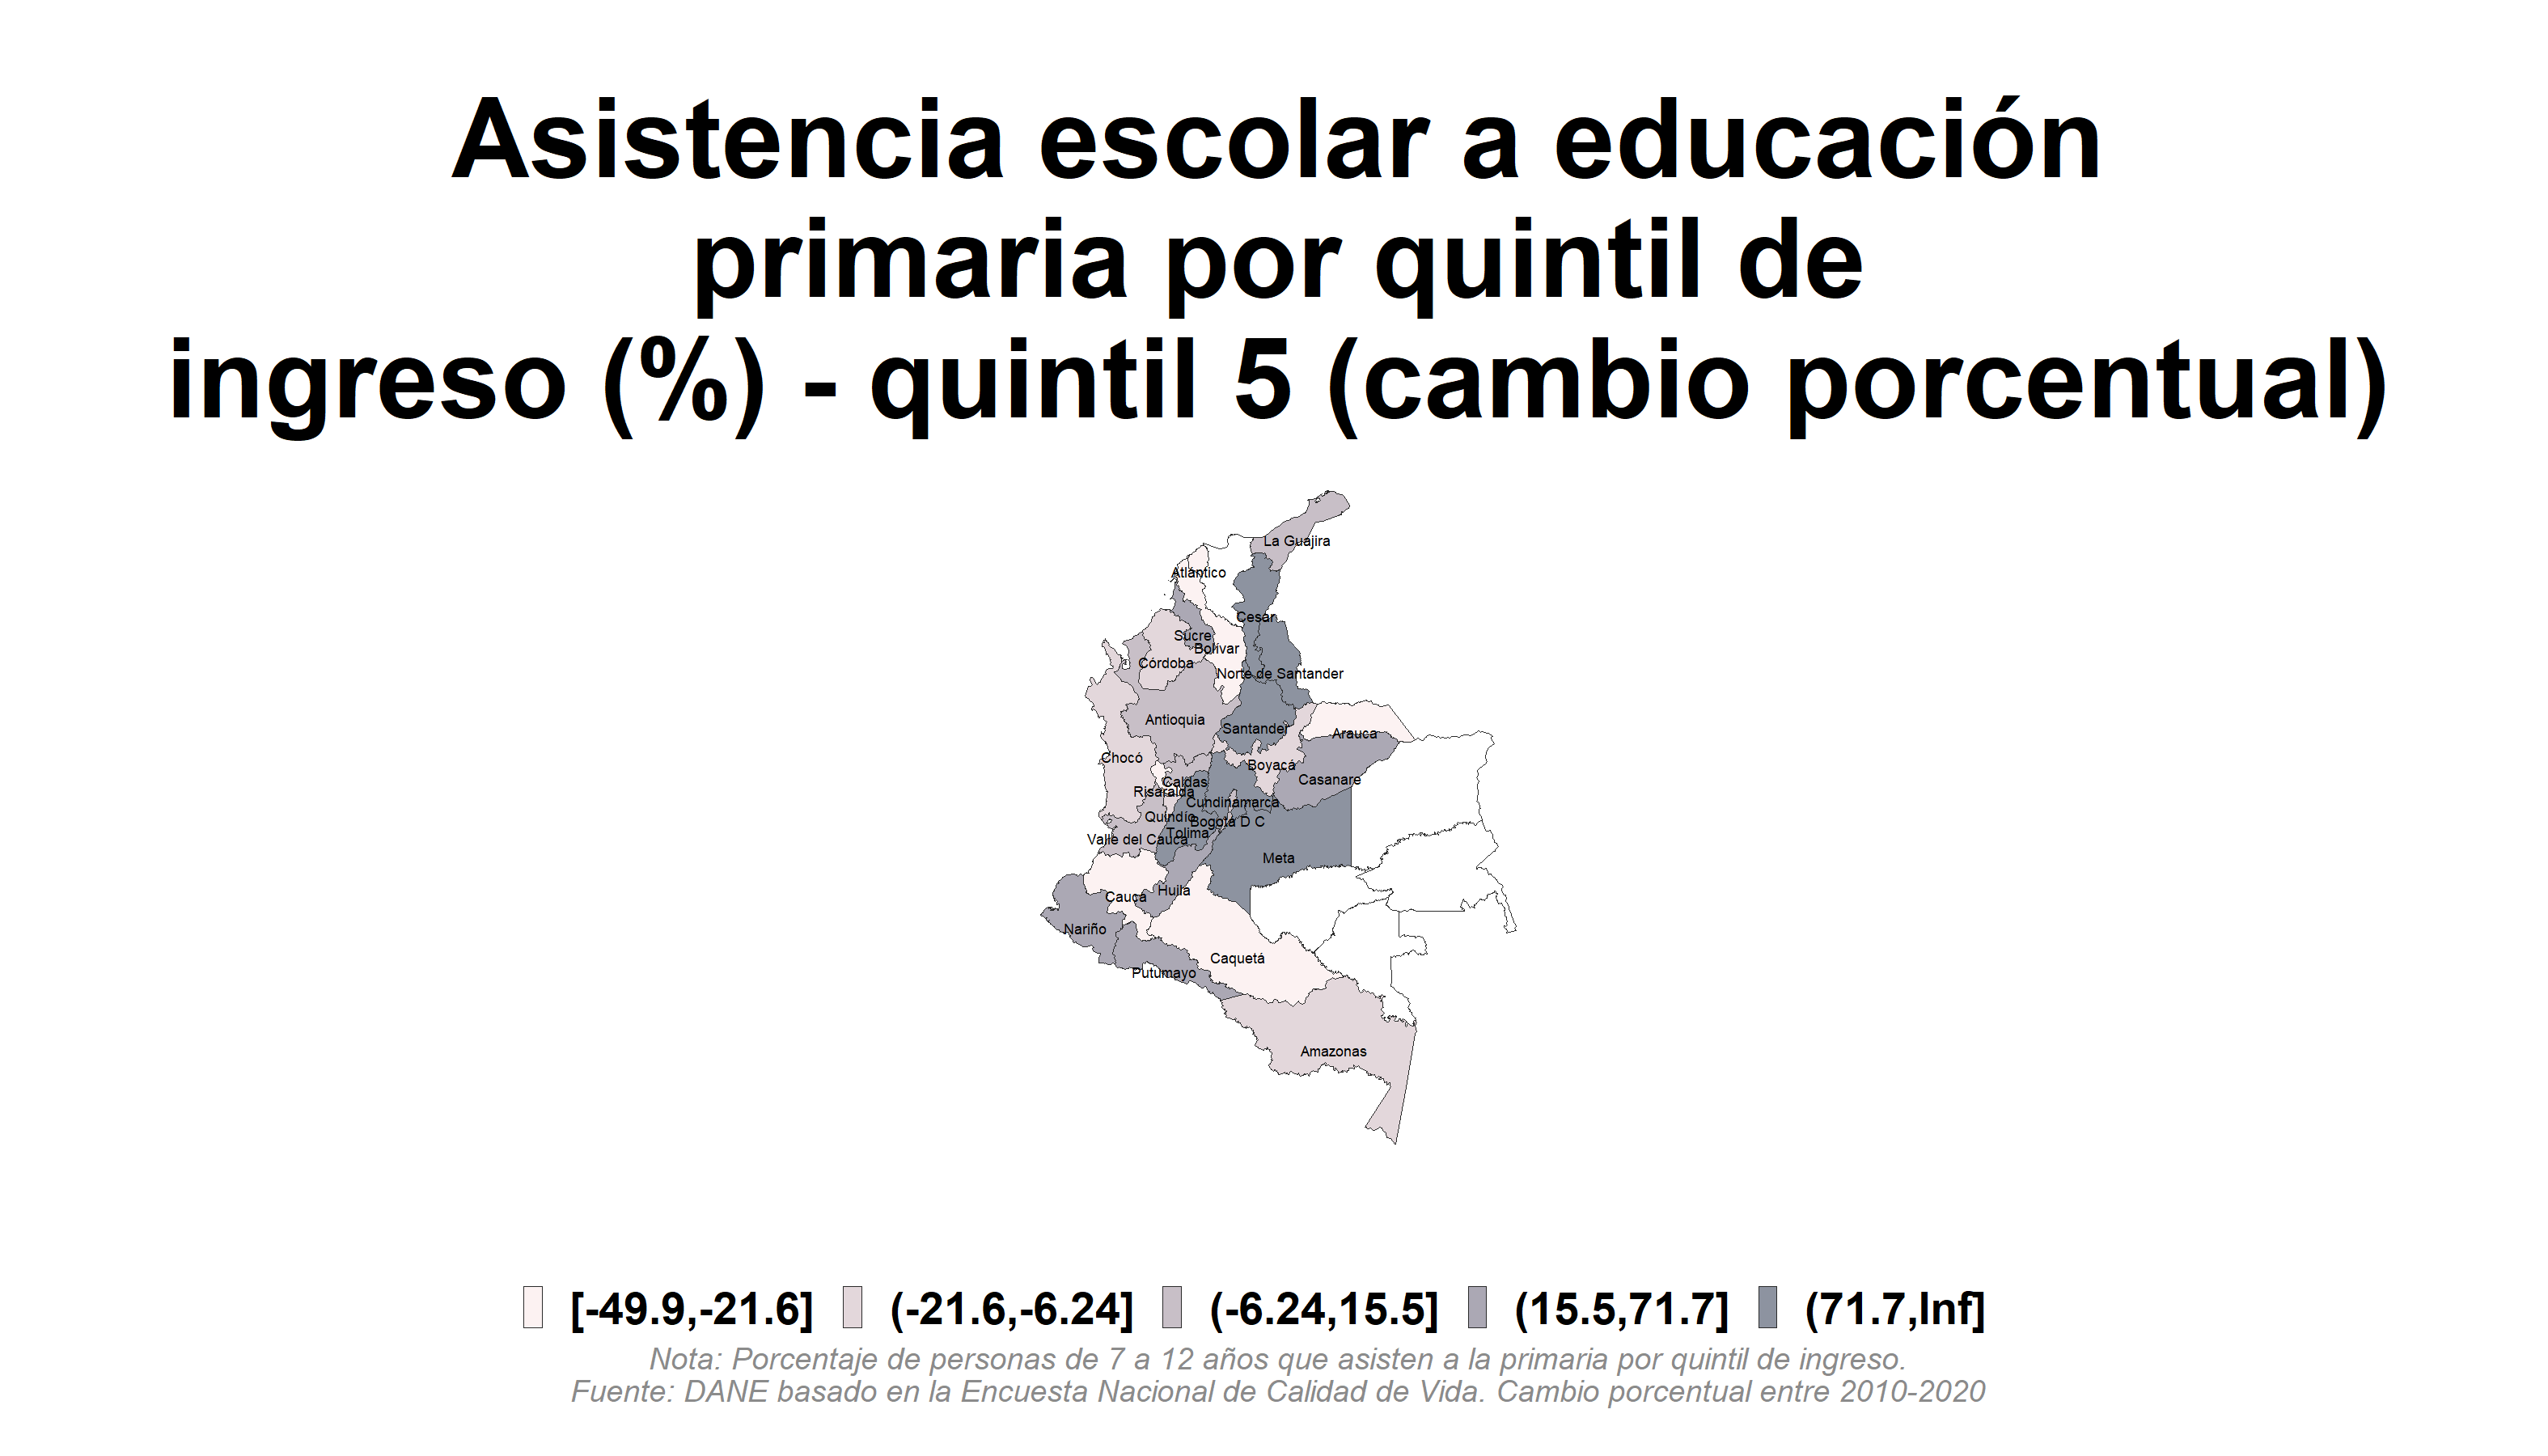 Asistencia escolar a educación
primaria por quintil de
ingreso (%) - quintil 5 (cambio porcentual)
La Guajira
Atlántico
Cesar
Sucre
Bolívar
Córdoba
Norte de Santander
Antioquia
Santander
Arauca
Chocó
Boyacá
Casanare
Caldas
Risaralda
Cundinamarca
Quindío
Bogotá D C
Tolima
Valle del Cauca
Meta
Huila
Cauca
Nariño
Caquetá
Putumayo
Amazonas
[-49.9,-21.6] (-21.6,-6.24] (-6.24,15.5] (15.5,71.7] (71.7,Inf]
Nota: Porcentaje de personas de 7 a 12 años que asisten a la primaria por quintil de ingreso.
Fuente: DANE basado en la Encuesta Nacional de Calidad de Vida. Cambio porcentual entre 2010-2020